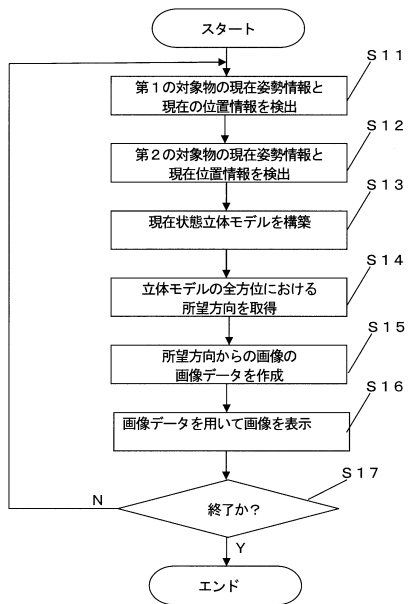 スタート
S11
第1の対象物の現在姿勢情報と
現在の位置情報を検出
S12
第2の対象物の現在姿勢情報と
現在位置情報を検出
S13
現在状態立体モデルを構築
S14
立体モデルの全方位における
所望方向を取得
S15
所望方向からの画像の
画像データを作成
S16
画像データを用いて画像を表示
S17
終了か?
N
Y
エンド